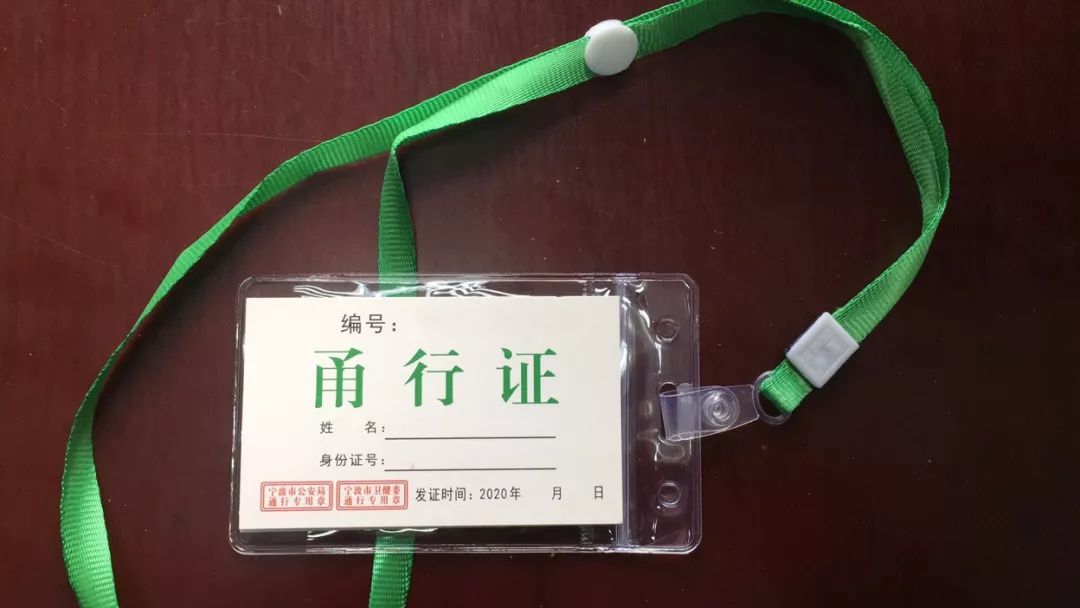 编号：
甬行证
姓 名：
身份证号：
宁波市公安局
通行专用章
宁波市卫健委
通行专用章
发证时间：2020年 月 日